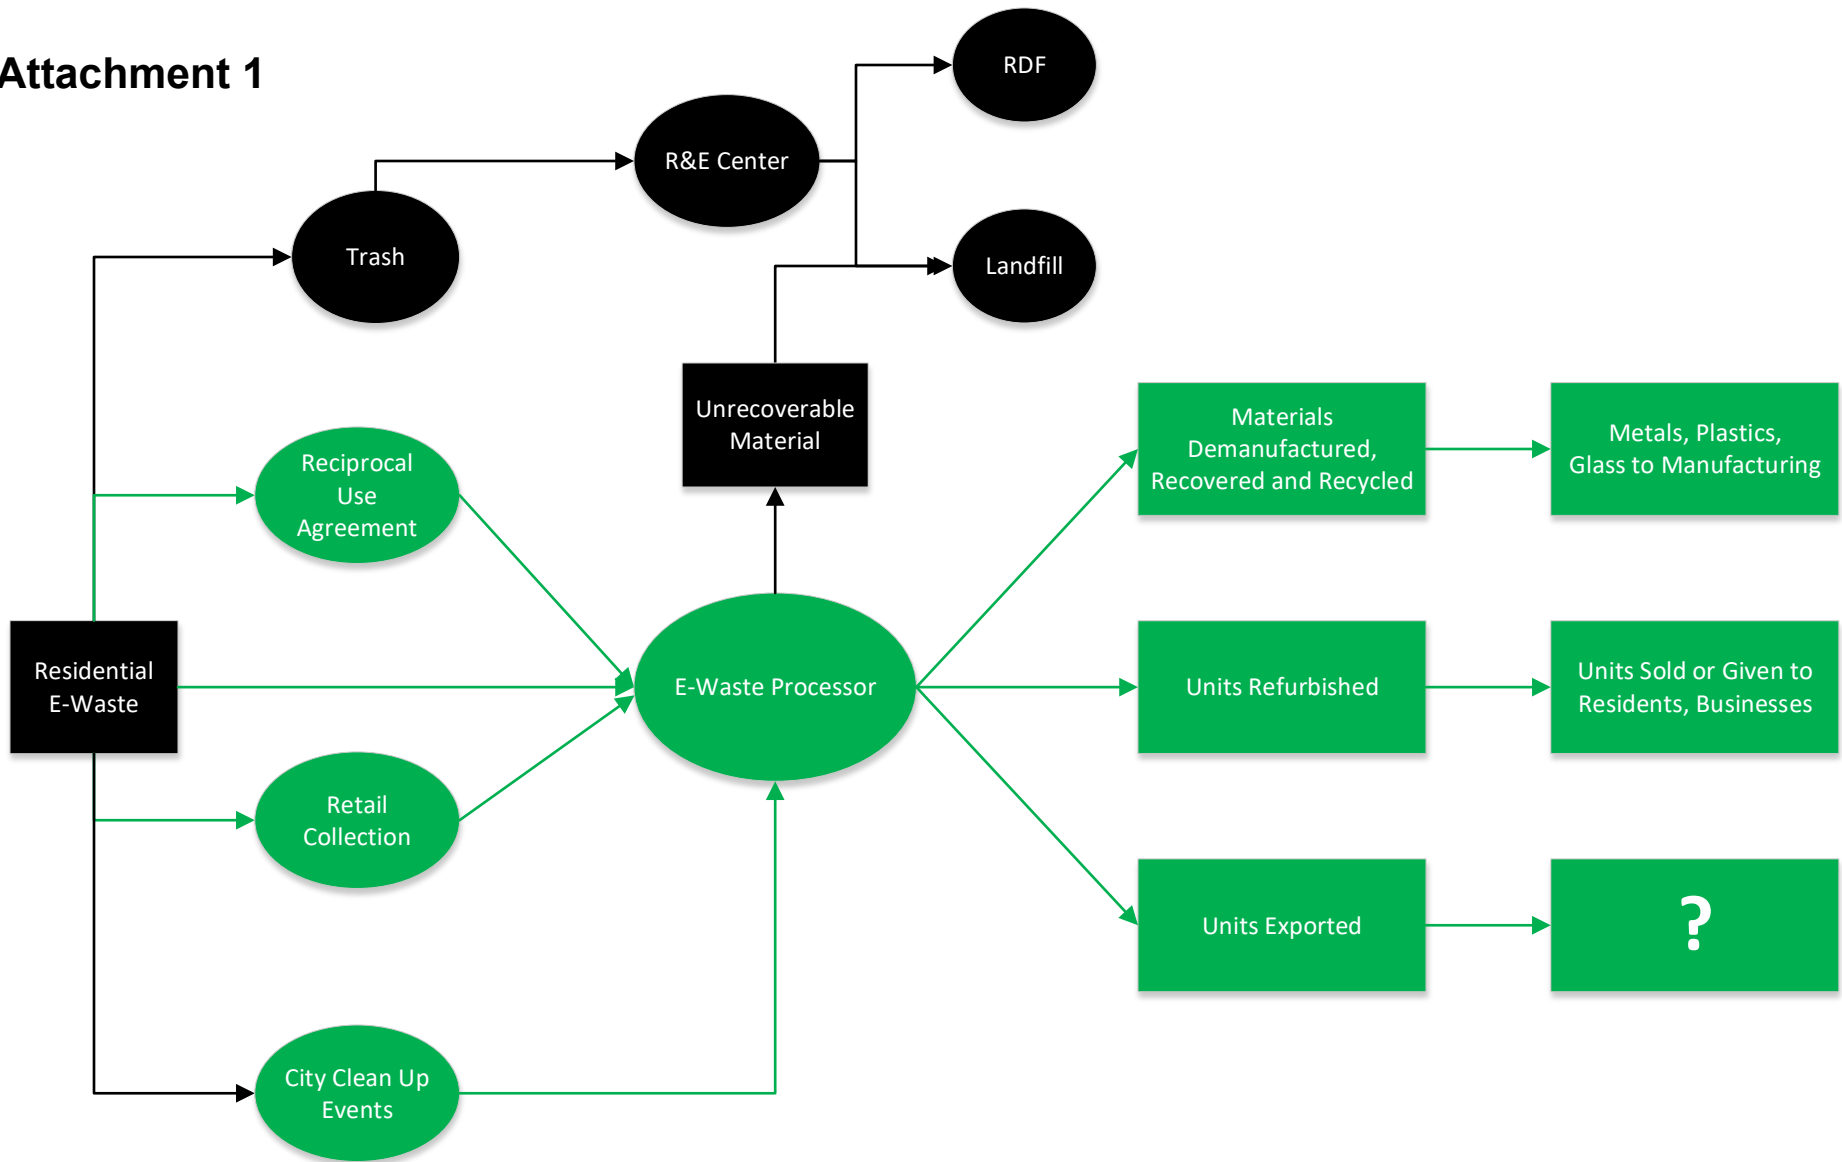 Attachment 1
RDF
R&E Center
Trash
Landfill
Unrecoverable
Material
Materials
Demanufactured,
Recovered and Recycled
Metals, Plastics,
Glass to Manufacturing
Reciprocal
Use
Agreement
Residential
E-Waste
E-Waste Processor
Units Refurbished
Units Sold or Given to
Residents, Businesses
Retail
Collection
Units Exported
?
City Clean Up
Events